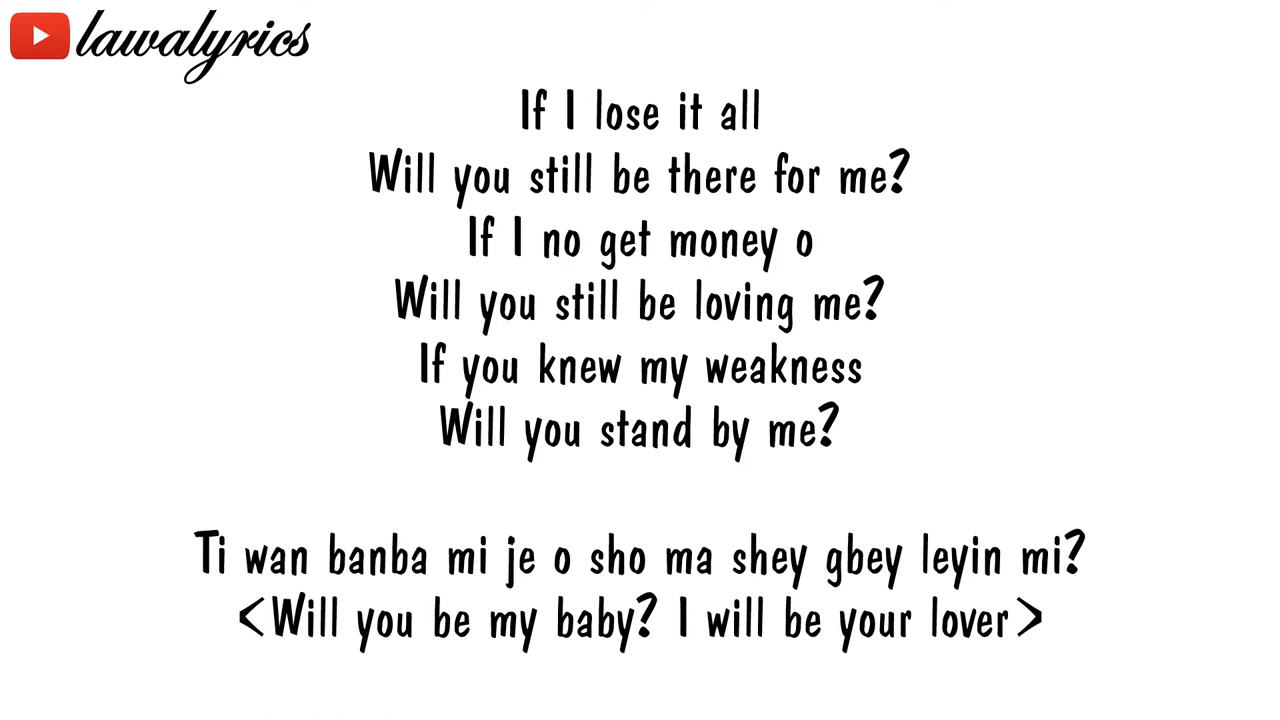 lawalyrics
If I lose it all
Will you still be there for me?
If I no get money o
Will you still be loving me?
If you knew my weakness
Will you stand by me?
Ti wan banba mi je o sho ma shey gbey leyin mi?
<Will you be my baby? I will be your lover>